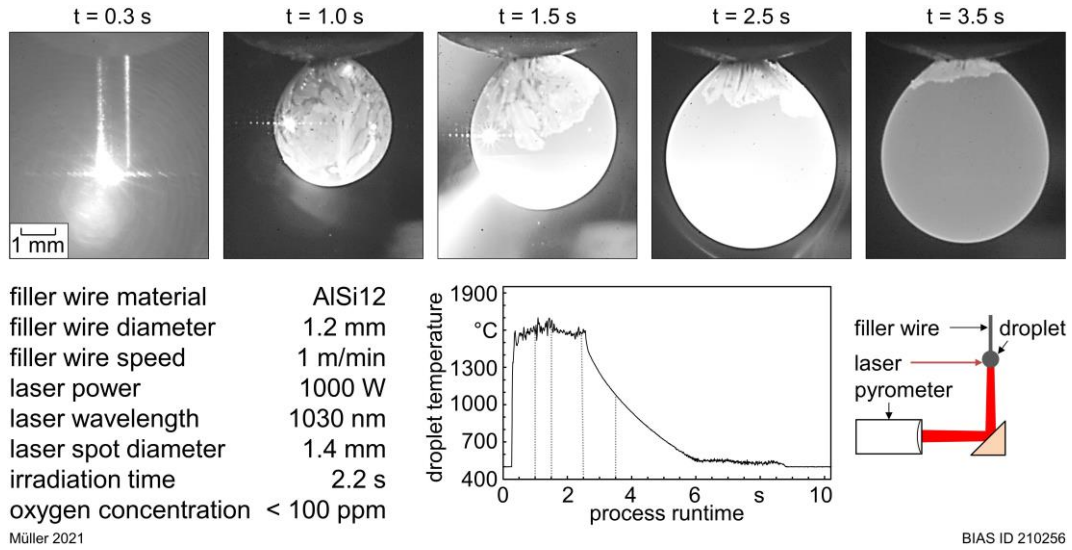 t = 0.3 s t = 1.0 s t = 1.5 s t = 2.5 s t = 3.5 s
1 mm
filler wire material AlSi12
filler wire diameter 1.2 mm
filler wire speed 1 m/min
laser power 1000 W
laser wavelength 1030 nm
laser spot diameter 1.4 mm
irradiation time 2.2 s
oxygen concentration < 100 ppm
droplet temperature
1900
°C
1300
1000
700
400
0 2 4 6 s 10
process runtime
filler wire droplet
laser
pyrometer
Müller 2021
BIAS ID 210256